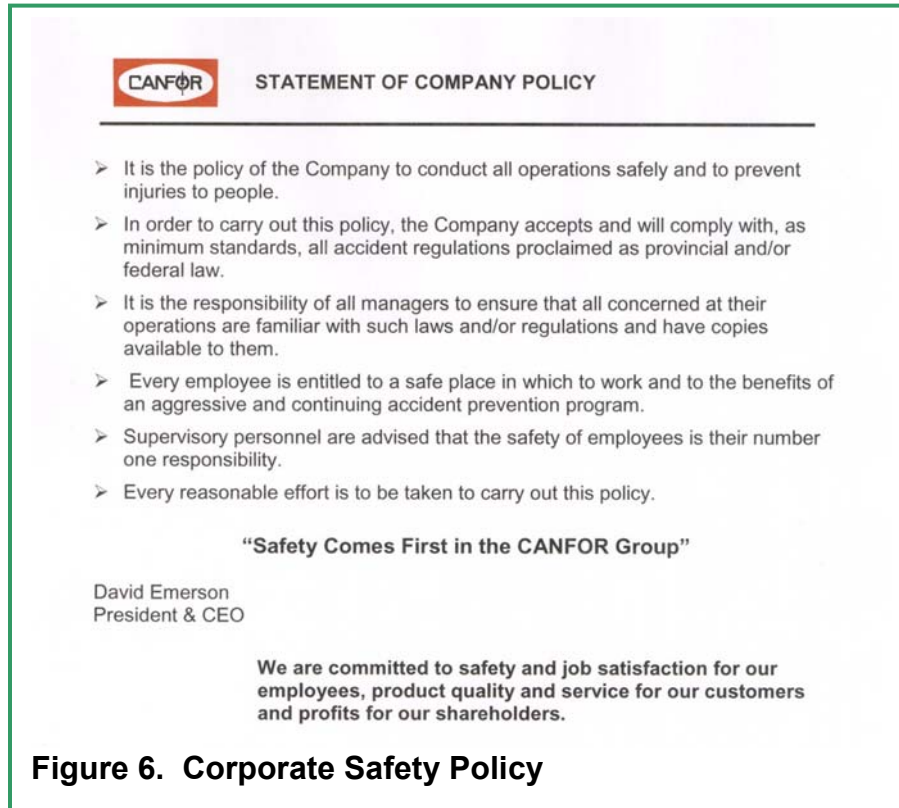 CANFOR
STATEMENT OF COMPANY POLICY
➢ It is the policy of the Company to conduct all operations safely and to prevent
injuries to people.
➢ In order to carry out this policy, the Company accepts and will comply with, as
minimum standards, all accident regulations proclaimed as provincial and/or
federal law.
➢ It is the responsibility of all managers to ensure that all concerned at their
operations are familiar with such laws and/or regulations and have copies
available to them.
➢ Every employee is entitled to a safe place in which to work and to the benefits of
an aggressive and continuing accident prevention program.
➢ Supervisory personnel are advised that the safety of employees is their number
one responsibility.
➢ Every reasonable effort is to be taken to carry out this policy.
“Safety Comes First in the CANFOR Group”
David Emerson
President & CEO
We are committed to safety and job satisfaction for our
employees, product quality and service for our customers
and profits for our shareholders.
Figure 6. Corporate Safety Policy